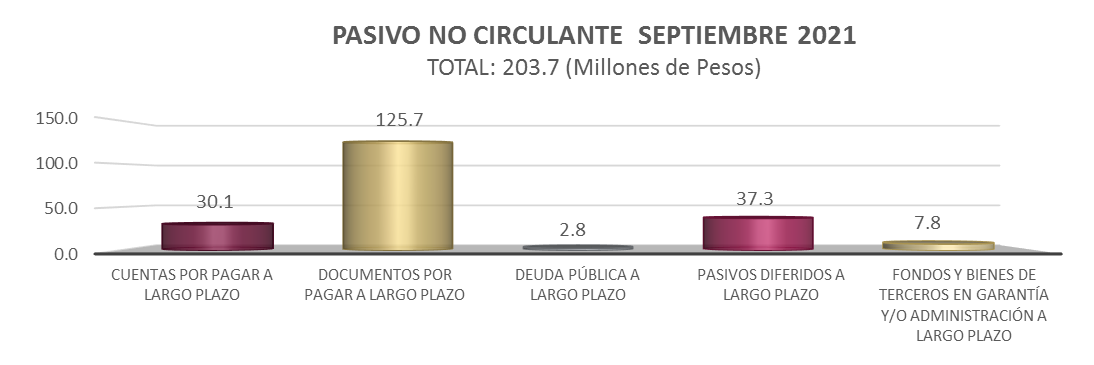 PASIVO NO CIRCULANTE SEPTIEMBRE 2021
TOTAL: 203.7 (Millones de Pesos)
150.0
100.0
50.0
0.0
30.1
125.7
2.8
37.3
7.8
CUENTAS POR PAGAR A
LARGO PLAZO
DOCUMENTOS POR
PAGAR A LARGO PLAZO
DEUDA PÚBLICA A
LARGO PLAZO
PASIVOS DIFERIDOS A
LARGO PLAZO
FONDOS Y BIENES DE
TERCEROS EN GARANTÍA
Y/O ADMINISTRACIÓN A
LARGO PLAZO